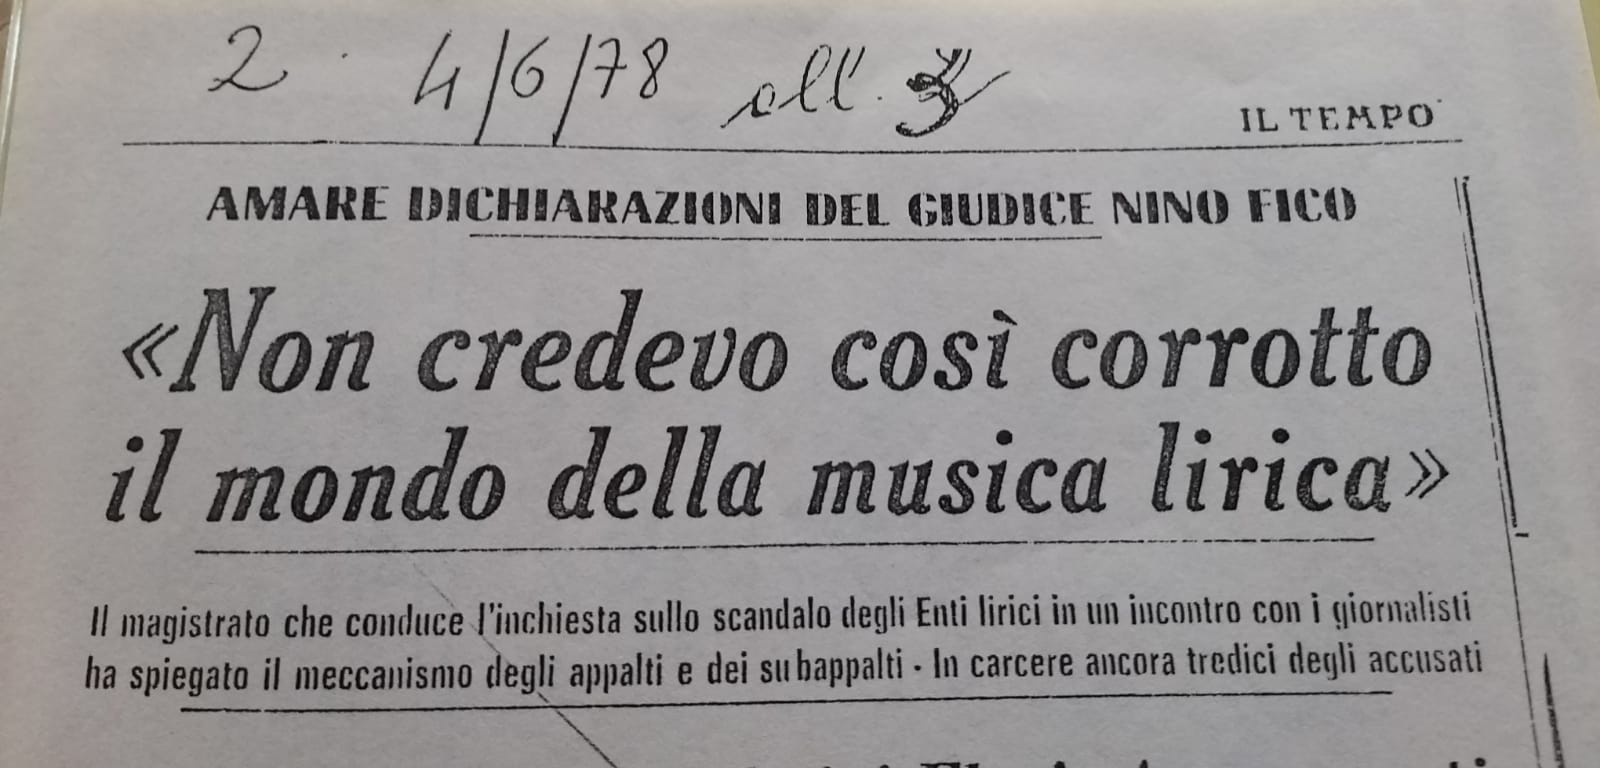 2. 4/6/78 all. 3
IL TEMPO
AMARE DICHIARAZIONI DEL GIUDICE NINO FICO
«Non credevo così corrotto
il mondo della musica lirica»
Il magistrato che conduce l'inchiesta sullo scandalo degli Enti lirici in un incontro con i giornalisti
ha spiegato il meccanismo degli appalti e dei subappalti - In carcere ancora tredici degli accusati